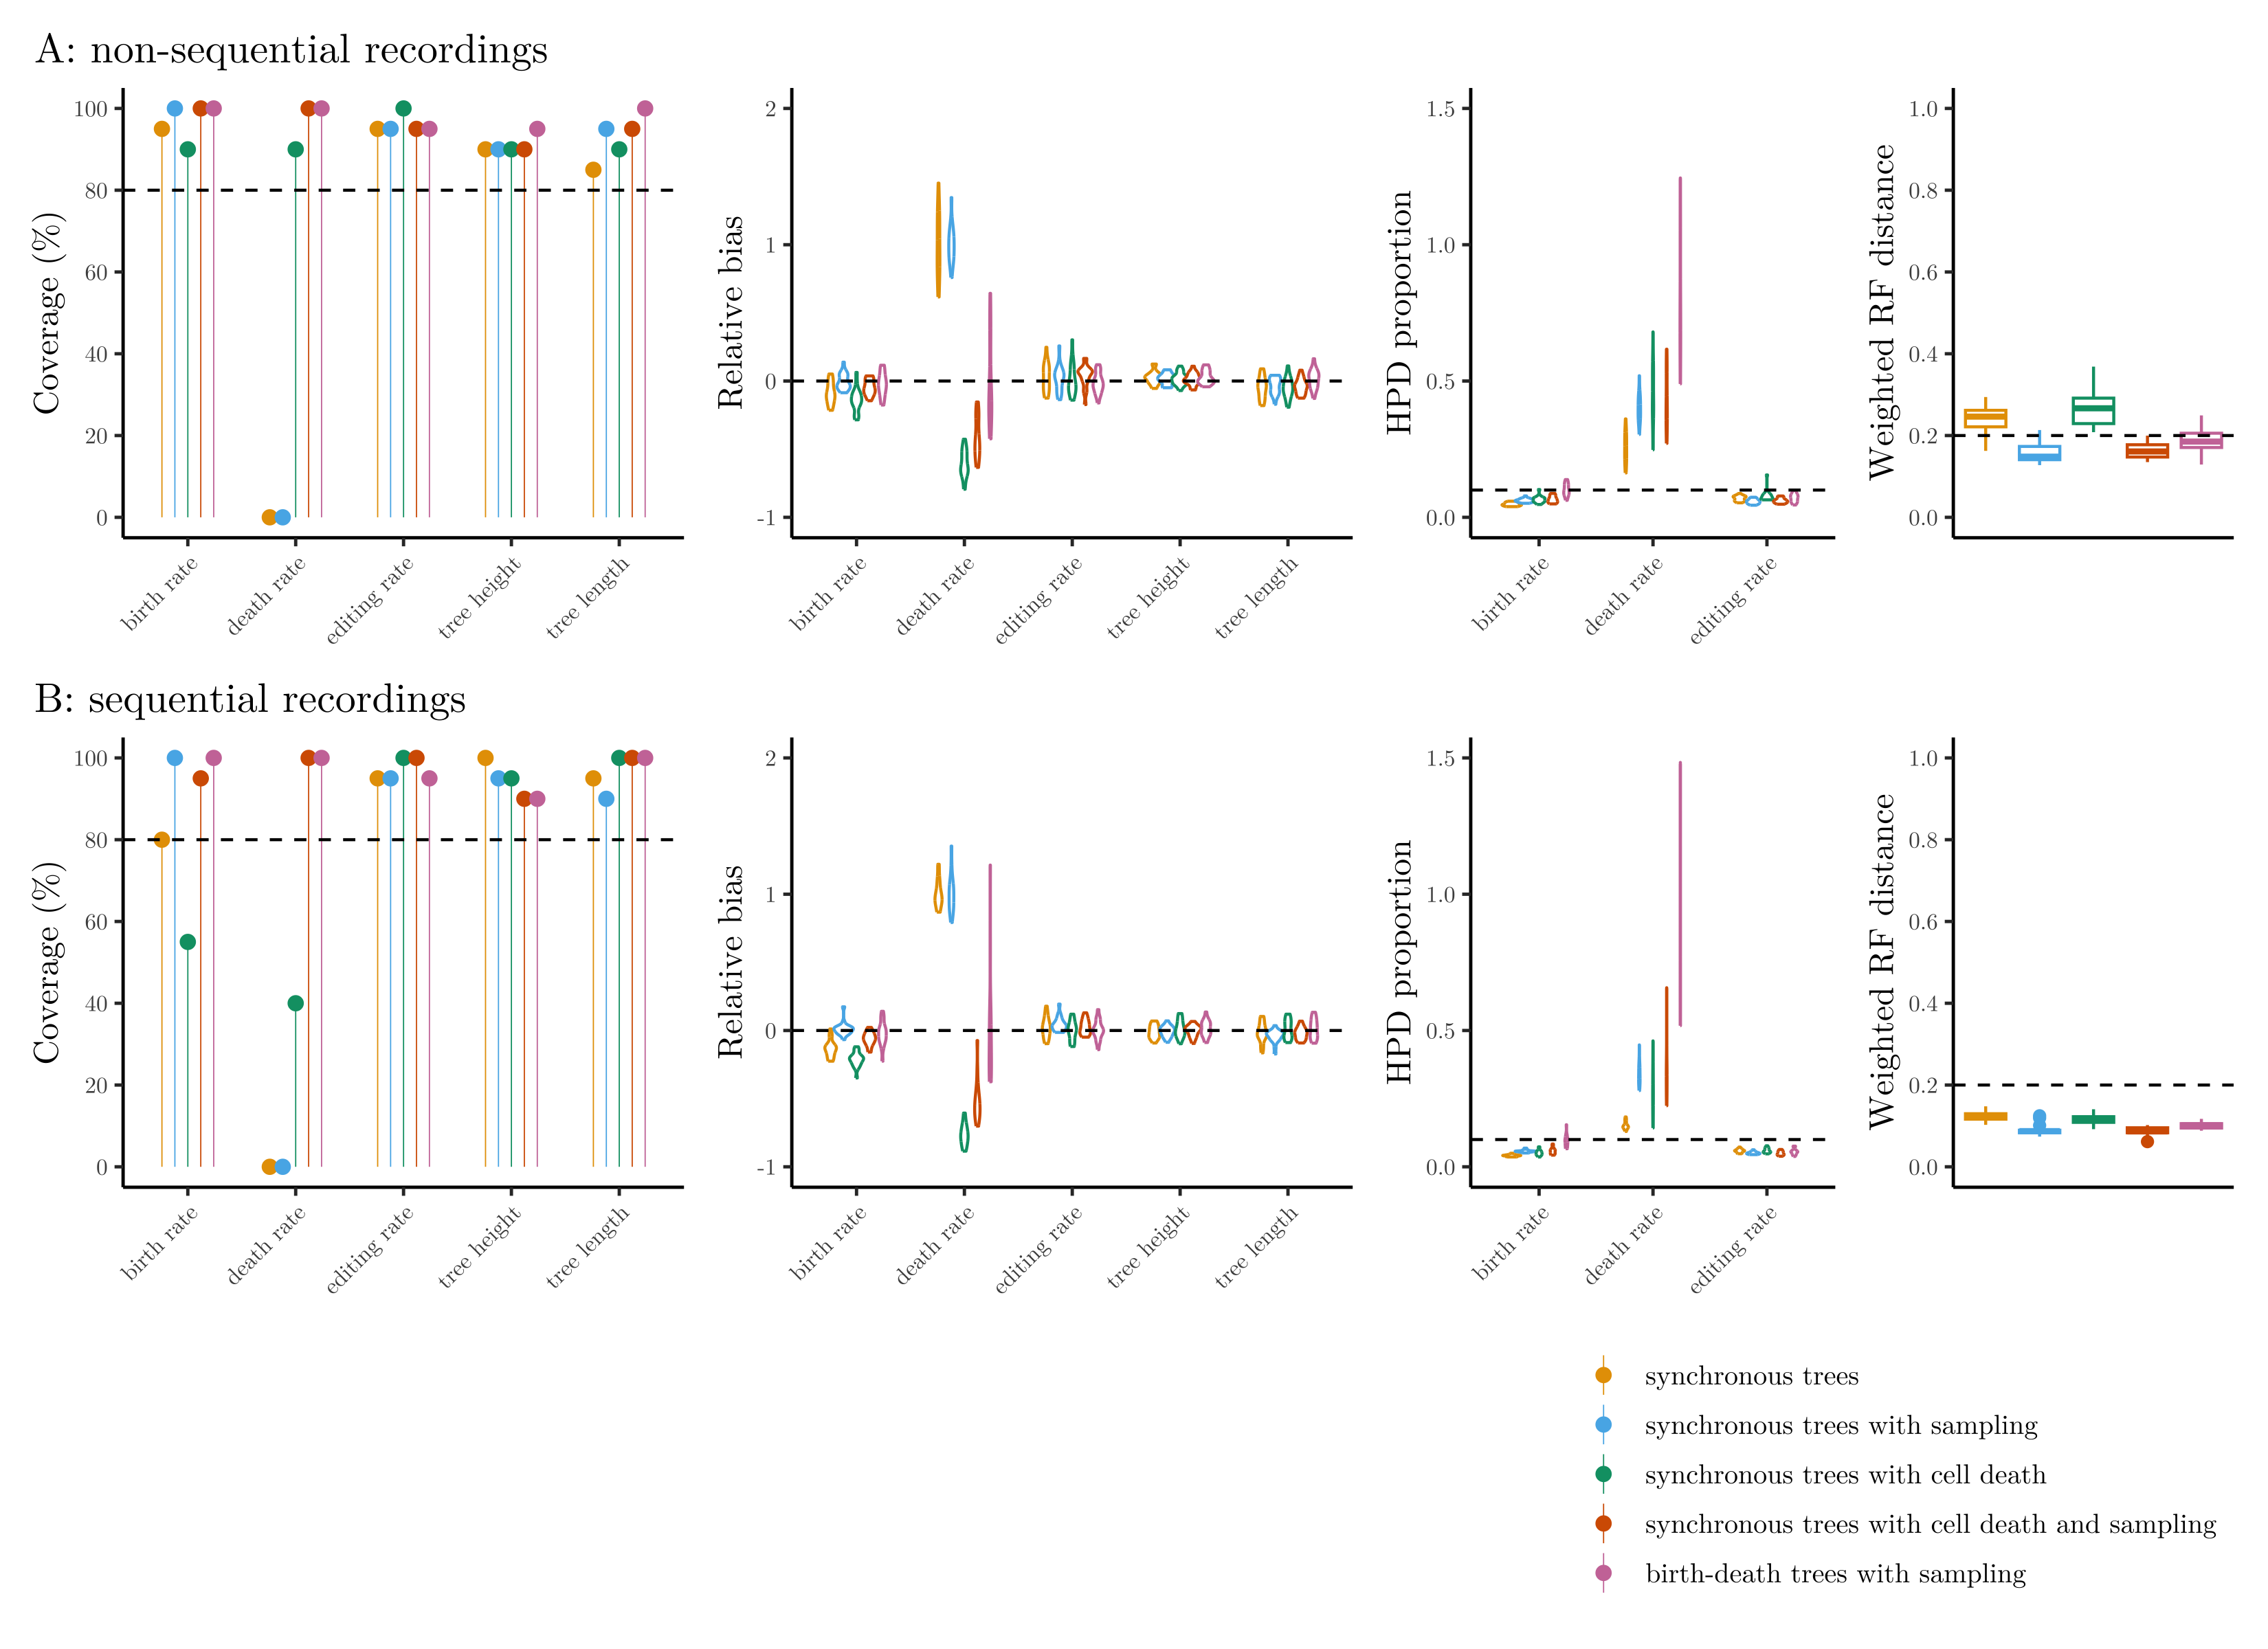 A: non-sequential recordings
Coverage (%)
100
80
60
40
20
0
birth rate
death rate
editing rate
tree height
tree length
Relative bias
2
1
0
-1
birth rate
death rate
editing rate
tree height
tree length
HPD proportion
1.5
1.0
0.5
0.0
birth rate
death rate
editing rate
Weighted RF distance
1.0
0.8
0.6
0.4
0.2
0.0
B: sequential recordings
Coverage (%)
100
80
60
40
20
0
birth rate
death rate
editing rate
tree height
tree length
Relative bias
2
1
0
-1
birth rate
death rate
editing rate
tree height
tree length
HPD proportion
1.5
1.0
0.5
0.0
birth rate
death rate
editing rate
Weighted RF distance
1.0
0.8
0.6
0.4
0.2
0.0
synchronous trees
synchronous trees with sampling
synchronous trees with cell death
synchronous trees with cell death and sampling
birth-death trees with sampling